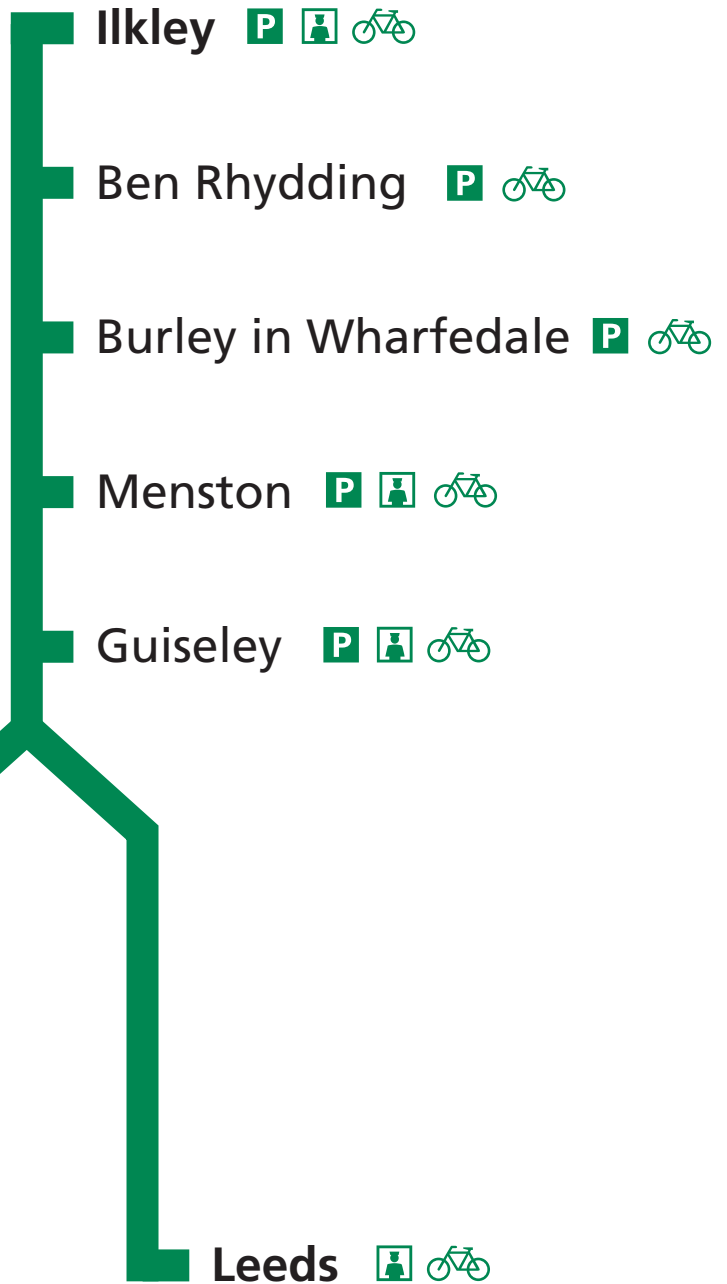 Ilkley P
Ben Rhydding P
Burley in Wharfedale P
Menston P
Guiseley P
Leeds